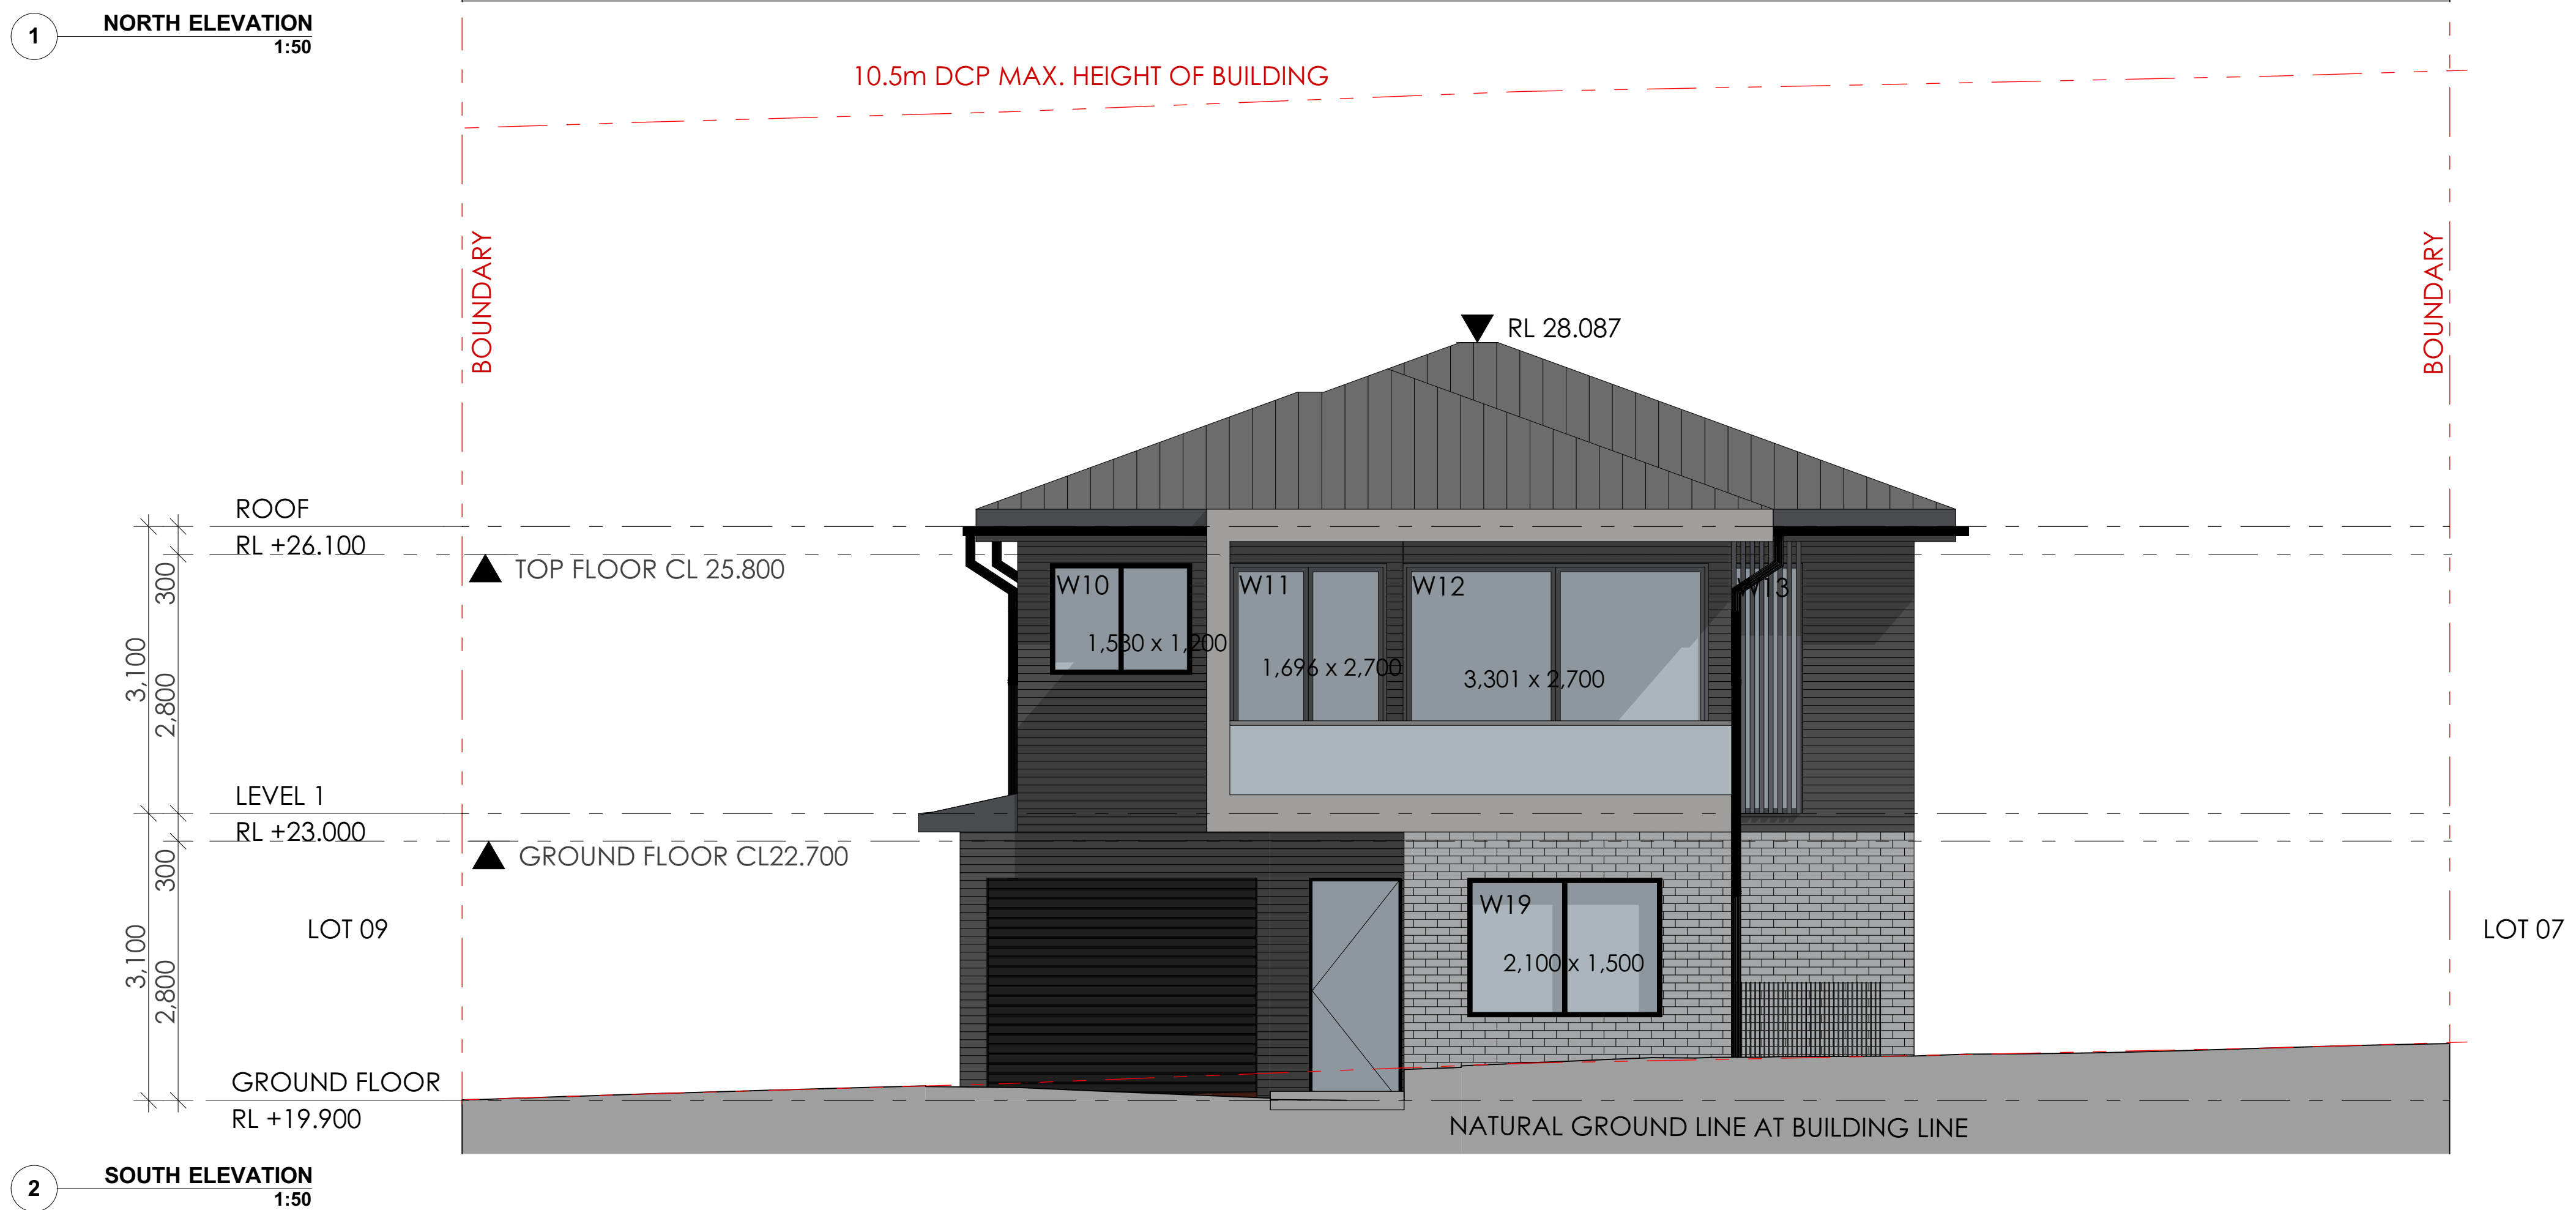 1
NORTH ELEVATION
1:50
10.5m DCP MAX. HEIGHT OF BUILDING
BOUNDARY
BOUNDARY
RL 28.087
ROOF
RL +26.100
TOP FLOOR CL 25.800
300
3,100
2,800
W10
1,530 x 1,200
W11
1,696 x 2,700
W12
3,301 x 2,700
W13
LEVEL 1
RL +23.000
GROUND FLOOR CL22.700
300
3,100
2,800
LOT 09
LOT 07
W19
2,100 x 1,500
GROUND FLOOR
RL +19.900
NATURAL GROUND LINE AT BUILDING LINE
2
SOUTH ELEVATION
1:50